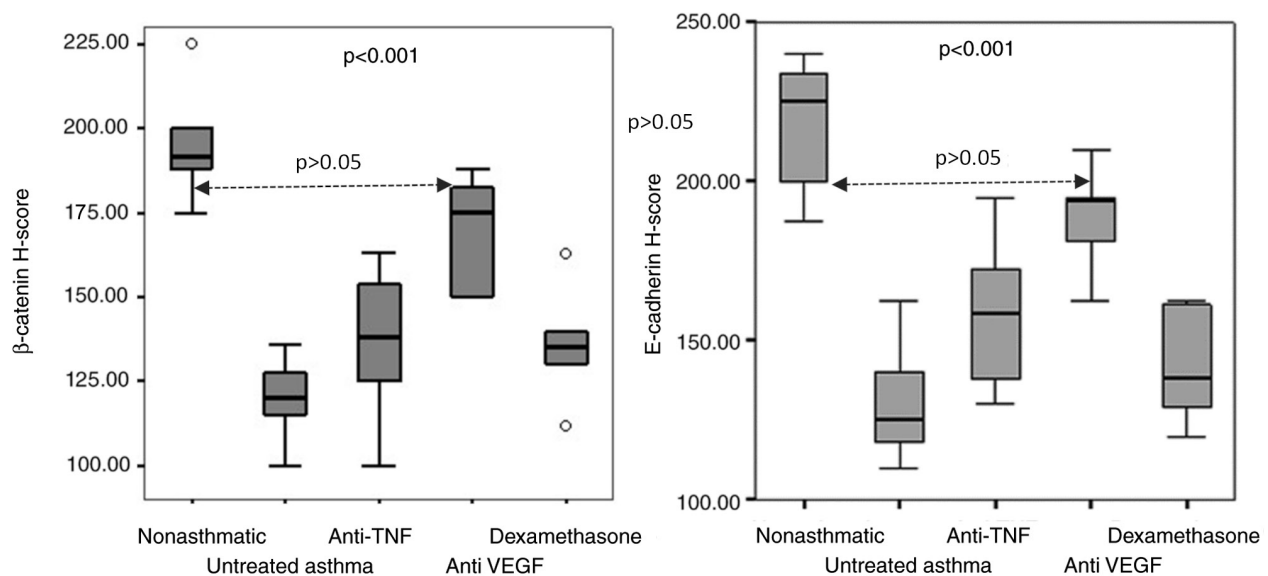 β-catenin H-score
225.00
200.00
175.00
150.00
125.00
100.00
p<0.001
p>0.05
Nonasthmatic
Untreated asthma
Anti-TNF
Anti VEGF
Dexamethasone
p>0.05
E-cadherin H-score
250.00
200.00
150.00
100.00
p<0.001
p>0.05
Nonasthmatic
Untreated asthma
Anti-TNF
Anti VEGF
Dexamethasone